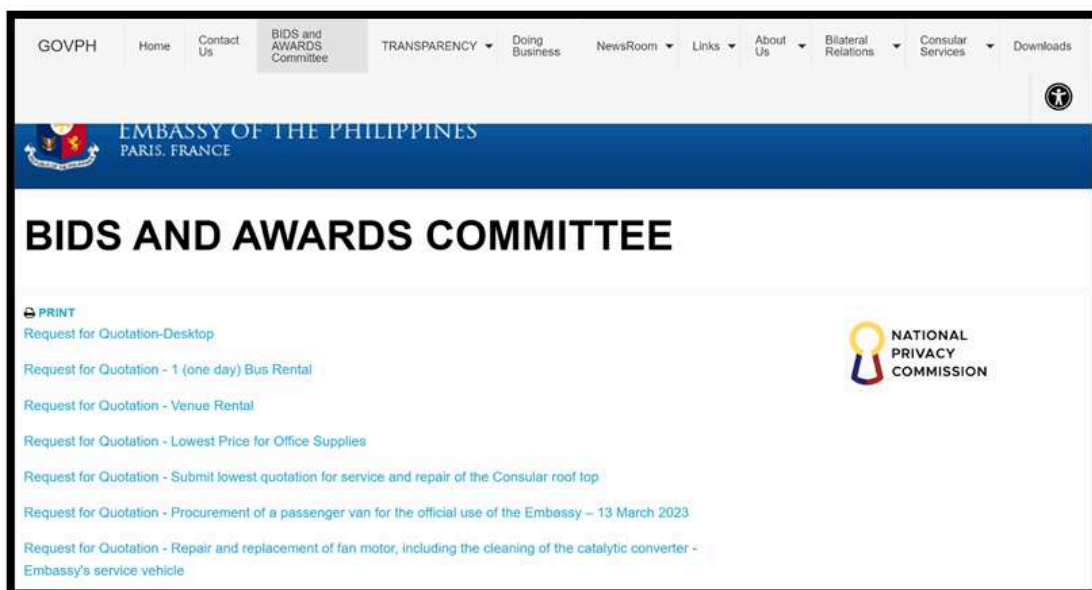 GOVPH
Home
Contact
Us
BIDS and
AWARDS
Committee
TRANSPARENCY
Doing
Business
NewsRoom
Links
About
Us
Bilateral
Relations
Consular
Services
Downloads
EMBASSY OF THE PHILIPPINES
PARIS, FRANCE
BIDS AND AWARDS COMMITTEE
PRINT
Request for Quotation-Desktop
Request for Quotation - 1 (one day) Bus Rental
Request for Quotation - Venue Rental
Request for Quotation - Lowest Price for Office Supplies
Request for Quotation - Submit lowest quotation for service and repair of the Consular roof top
Request for Quotation - Procurement of a passenger van for the official use of the Embassy – 13 March 2023
Request for Quotation - Repair and replacement of fan motor, including the cleaning of the catalytic converter -
Embassy's service vehicle
NATIONAL
PRIVACY
COMMISSION